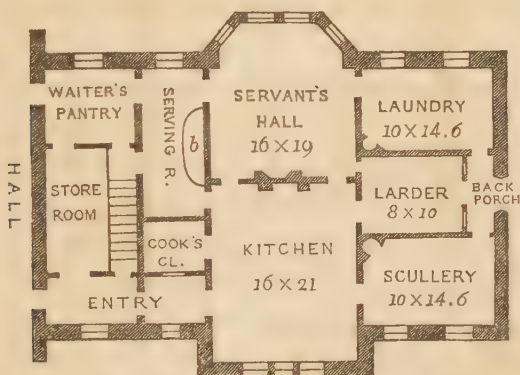 WAITER'S
PANTRY
SERVING R.
b
SERVANT'S
HALL
16 X 19
LAUNDRY
10 X 14.6
HALL
STORE
ROOM
LARDER
8 X 10
BACK
PORCH
COOK'S
CL.
KITCHEN
16 X 21
SCULLERY
10 X 14.6
ENTRY